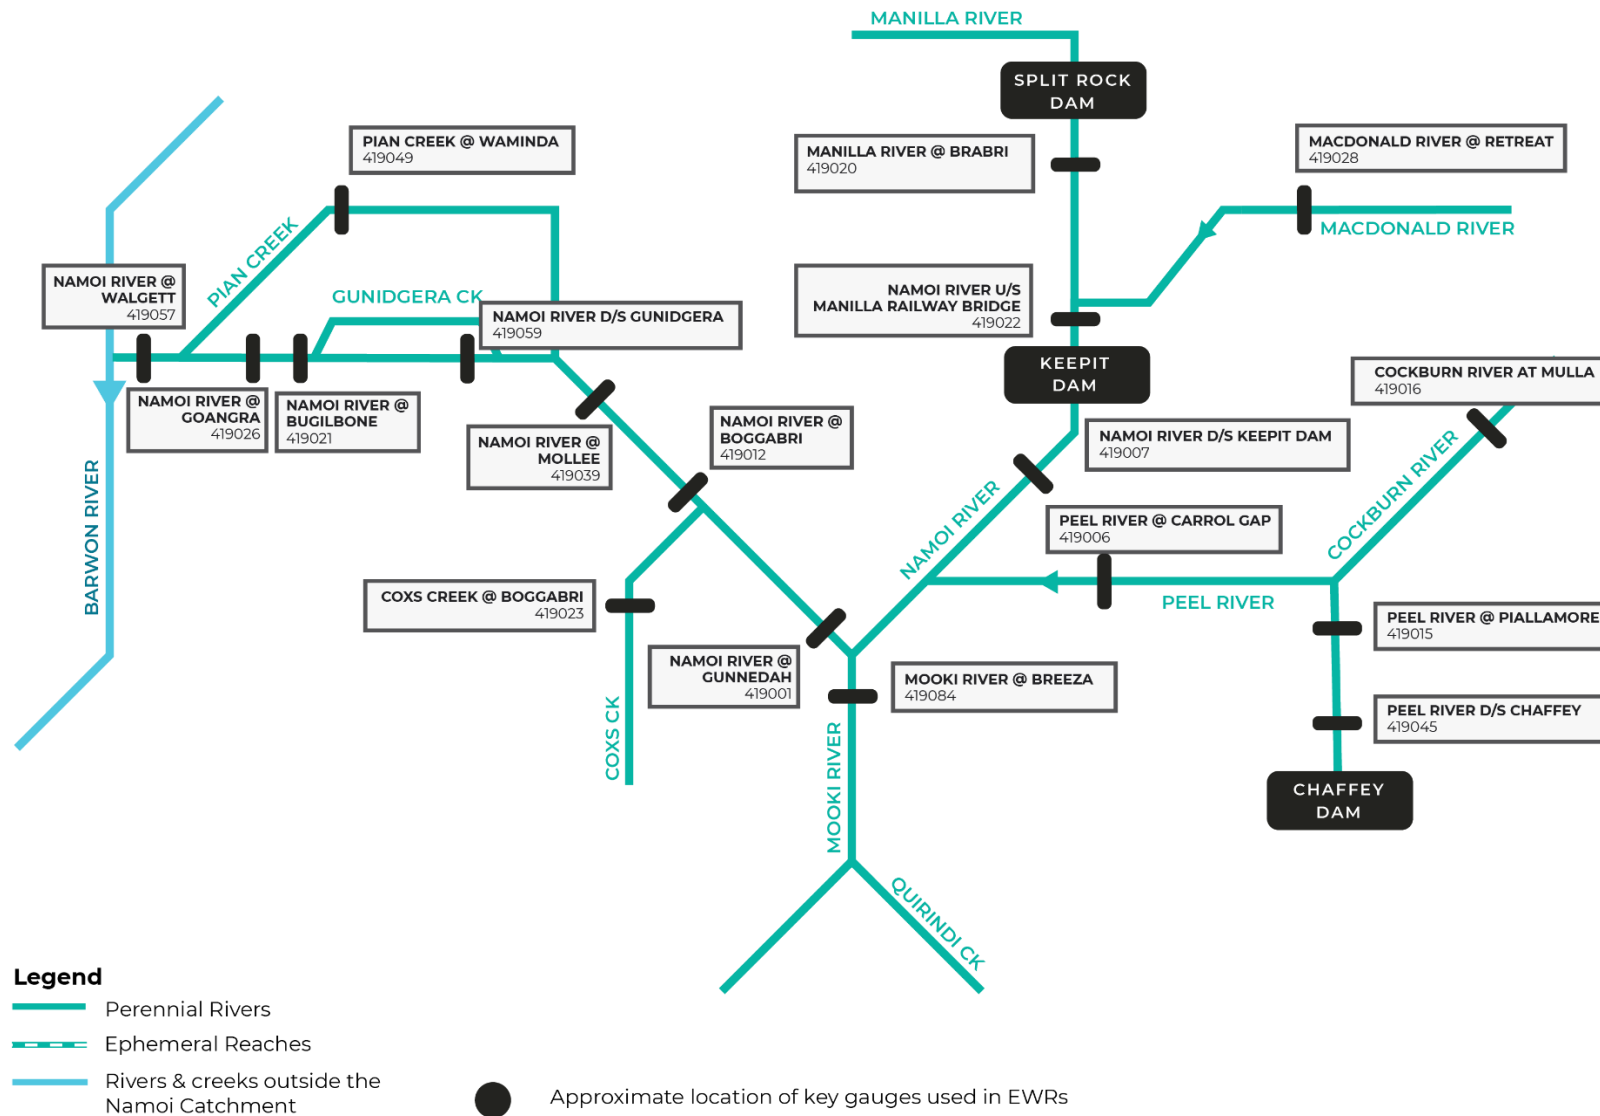 MANILLA RIVER
SPLIT ROCK
DAM
PIAN CREEK @ WAMINDA
419049
MANILLA RIVER @ BRABRI
419020
MACDONALD RIVER @ RETREAT
419028
MACDONALD RIVER
PIAN CREEK
NAMOI RIVER @
WALGETT
419057
GUNIDGERA CK
NAMOI RIVER D/S GUNIDGERA
419059
NAMOI RIVER U/S
MANILLA RAILWAY BRIDGE
419022
KEEPIT
DAM
COCKBURN RIVER AT MULLA
419016
NAMOI RIVER @
GOANGRA
419026
NAMOI RIVER @
BUGILBONE
419021
NAMOI RIVER @
MOLLEE
419039
NAMOI RIVER @
BOGGABRI
419012
NAMOI RIVER D/S KEEPIT DAM
419007
BARWON RIVER
NAMOI RIVER
COCKBURN RIVER
PEEL RIVER @ CARROL GAP
419006
PEEL RIVER
COXS CREEK @ BOGGABRI
419023
PEEL RIVER @ PIALLAMORE
419015
NAMOI RIVER @
GUNNEDAH
419001
MOOKI RIVER @ BREEZA
419084
PEEL RIVER D/S CHAFFEY
419045
COXS CK
MOOKI RIVER
CHAFFEY
DAM
QUIRINDI CK
Legend
Perennial Rivers
Ephemeral Reaches
Rivers & creeks outside the
Namoi Catchment
Approximate location of key gauges used in EWRs